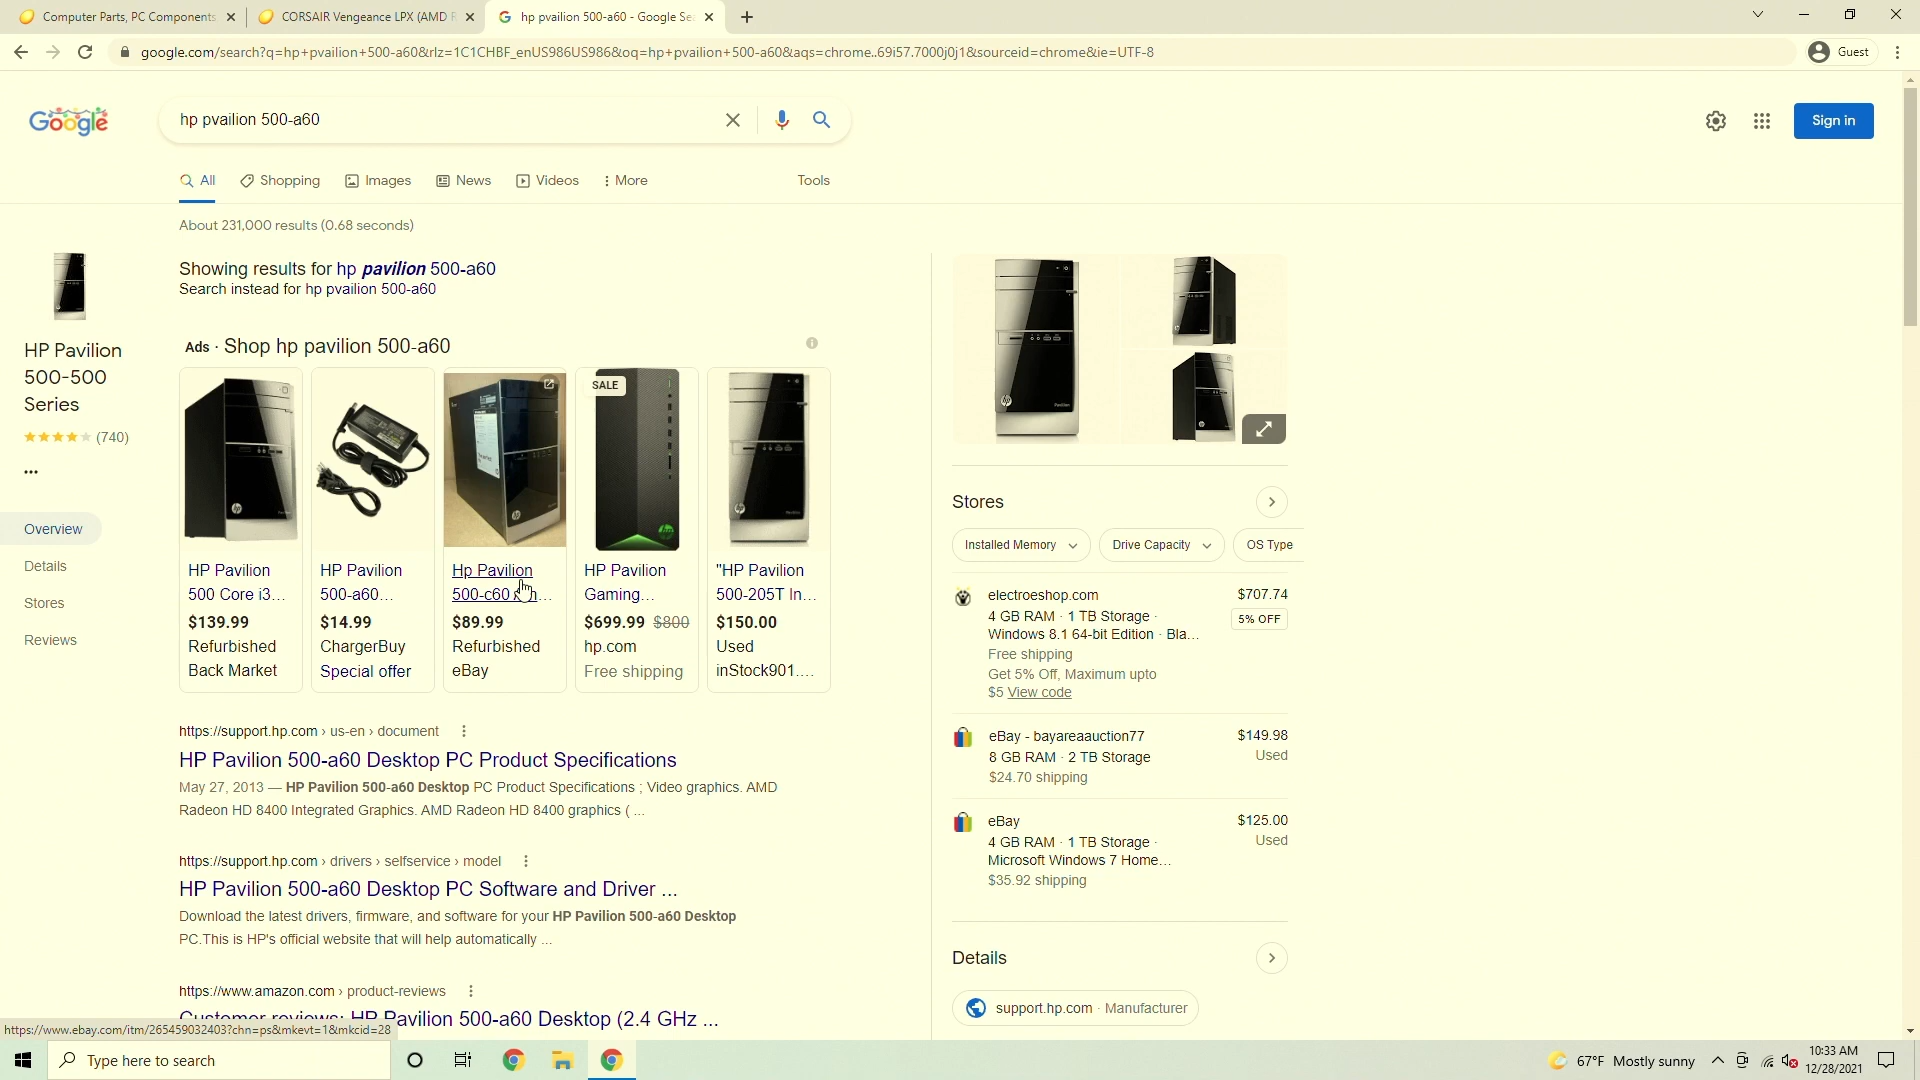 Computer Parts, PC Components
CORSAIR Vengeance LPX (AMD R
hp pvailion 500-a60 - Google Se
google.com/search?q=hp+pvailion+500-a60&rlz=1C1CHBF_enUS986US986&oq=hp+pvailion+500-a60&aqs=chrome..69i57.7000j0j1&sourceid=chrome&ie=UTF-8
Guest
Google
hp pvailion 500-a60
Sign in
All
Shopping
Images
News
Videos
More
Tools
About 231,000 results (0.68 seconds)
HP Pavilion
500-500
Series
(740)
Overview
Details
Stores
Reviews
Showing results for hp pavilion 500-a60
Search instead for hp pvailion 500-a60
Ads · Shop hp pavilion 500-a60
HP Pavilion
500 Core i3...
$139.99
Refurbished
Back Market
HP Pavilion
500-a60...
$14.99
ChargerBuy
Special offer
Hp Pavilion
500-c60
$89.99
Refurbished
eBay
SALE
HP Pavilion
Gaming...
$699.99 $800
hp.com
Free shipping
"HP Pavilion
500-205T In...
$150.00
Used
inStock901....
https://support.hp.com › us-en › document
HP Pavilion 500-a60 Desktop PC Product Specifications
May 27, 2013 — HP Pavilion 500-a60 Desktop PC Product Specifications ; Video graphics. AMD
Radeon HD 8400 Integrated Graphics. AMD Radeon HD 8400 graphics ( ...
https://support.hp.com › drivers › selfservice › model
HP Pavilion 500-a60 Desktop PC Software and Driver ...
Download the latest drivers, firmware, and software for your HP Pavilion 500-a60 Desktop
PC.This is HP's official website that will help automatically ...
https://www.amazon.com › product-reviews
Customer reviews: HP Pavilion 500-a60 Desktop (2.4 GHz ...
https://www.ebay.com/itm/265459032403?chn=ps&mkevt=1&mkcid=28
Stores
Installed Memory
Drive Capacity
OS Type
electroeshop.com
$707.74
4 GB RAM · 1 TB Storage ·
5% OFF
Windows 8.1 64-bit Edition · Bla...
Free shipping
Get 5% Off, Maximum upto
$5 View code
eBay - bayareaauction77
$149.98
8 GB RAM · 2 TB Storage
Used
$24.70 shipping
eBay
$125.00
4 GB RAM · 1 TB Storage ·
Used
Microsoft Windows 7 Home...
$35.92 shipping
Details
support.hp.com · Manufacturer
Type here to search
67°F Mostly sunny
10:33 AM
12/28/2021